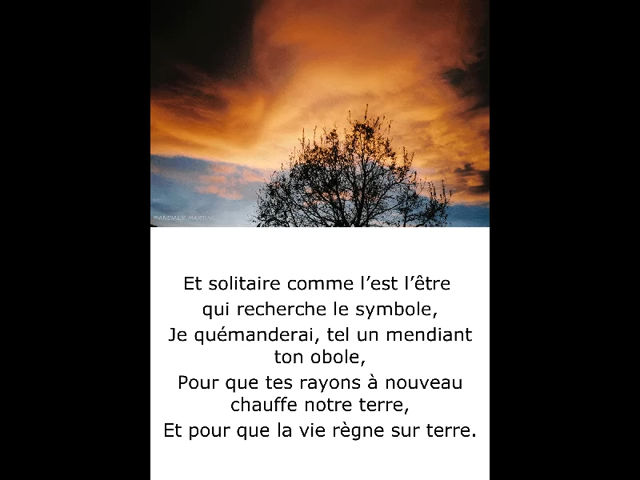 Et solitaire comme l’est l’être
qui recherche le symbole,
Je quémanderai, tel un mendiant
ton obole,
Pour que tes rayons à nouveau
chauffe notre terre,
Et pour que la vie règne sur terre.